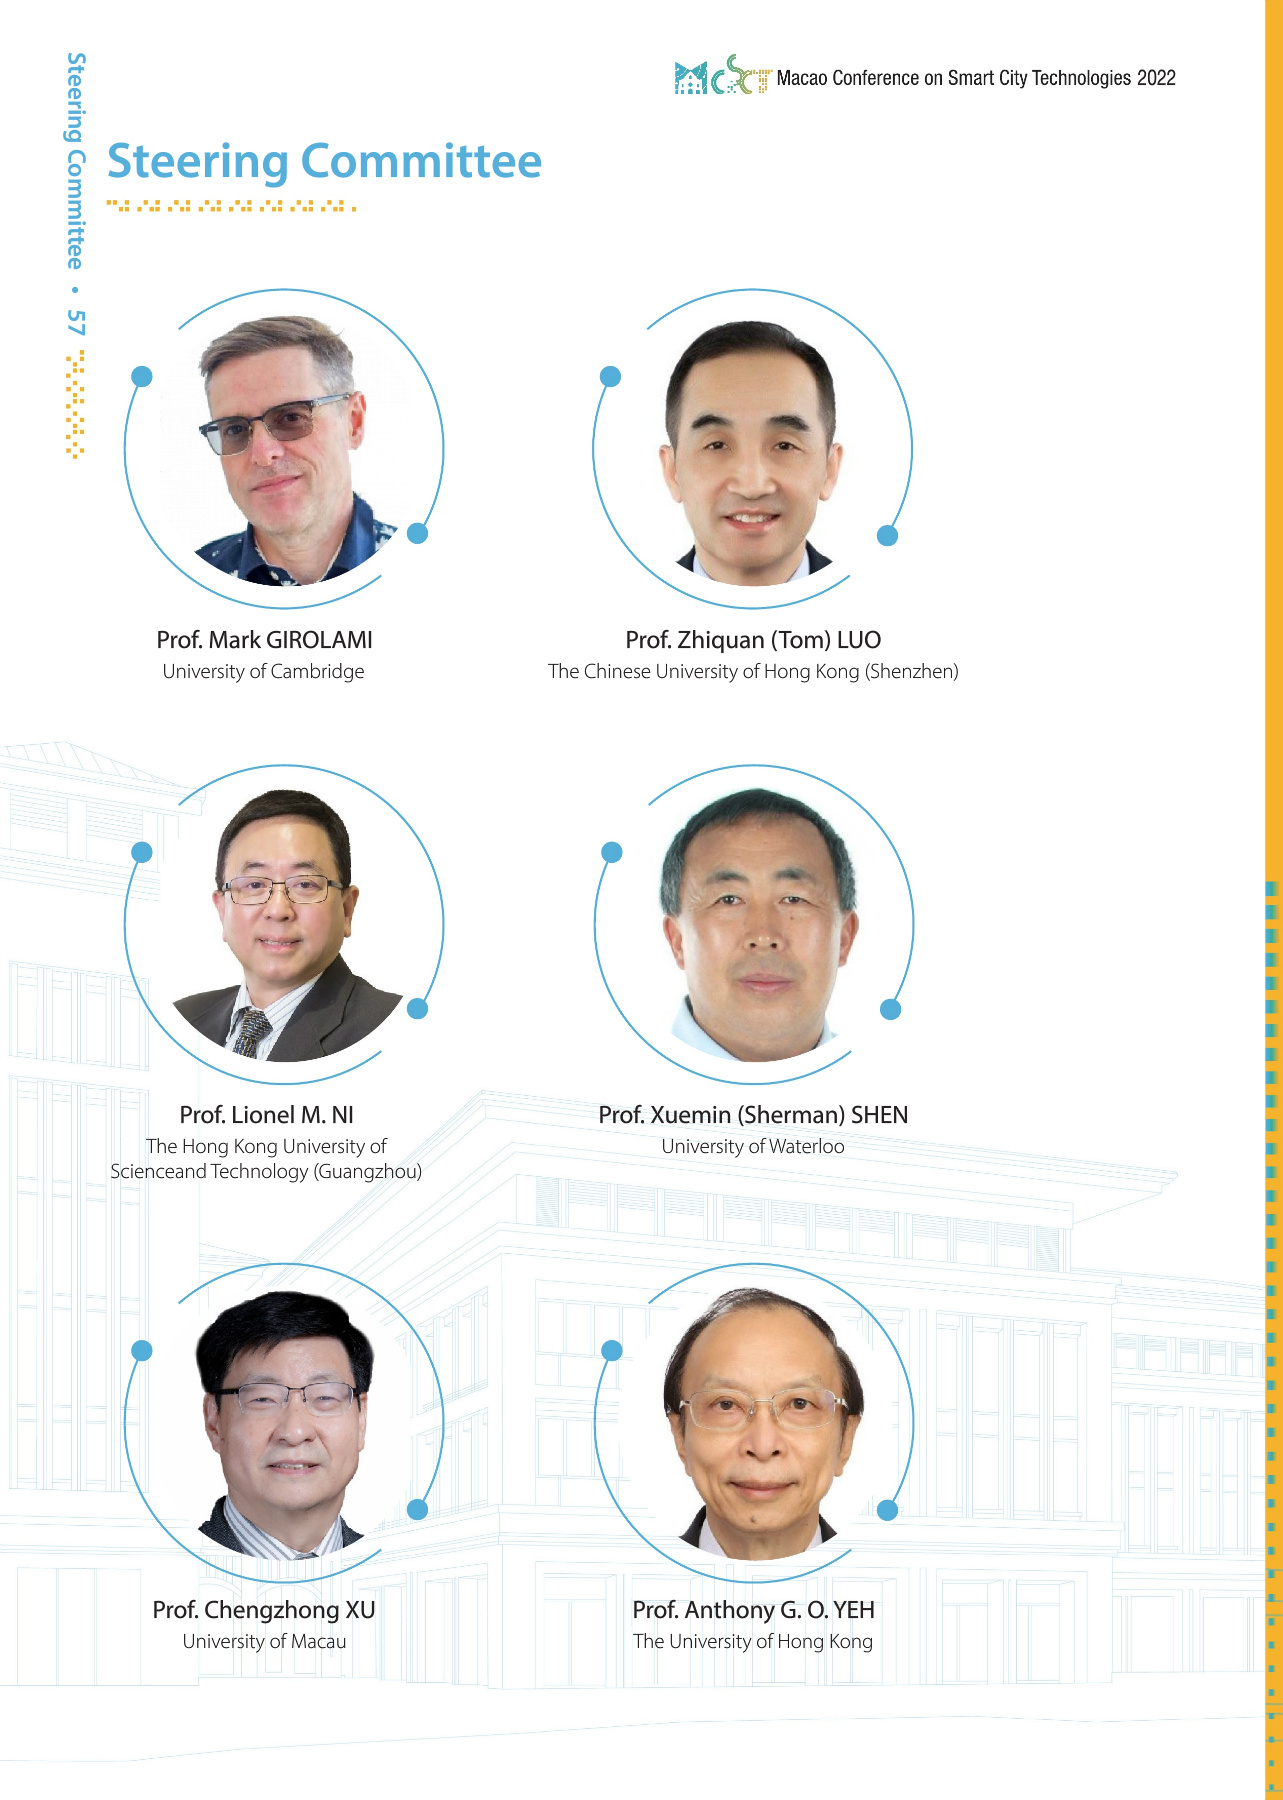 Steering Committee • 57
MCSCT Macao Conference on Smart City Technologies 2022
Steering Committee
Prof. Mark GIROLAMI
University of Cambridge
Prof. Zhiquan (Tom) LUO
The Chinese University of Hong Kong (Shenzhen)
Prof. Lionel M. NI
The Hong Kong University of
Scienceand Technology (Guangzhou)
Prof. Xuemin (Sherman) SHEN
University of Waterloo
Prof. Chengzhong XU
University of Macau
Prof. Anthony G. O. YEH
The University of Hong Kong